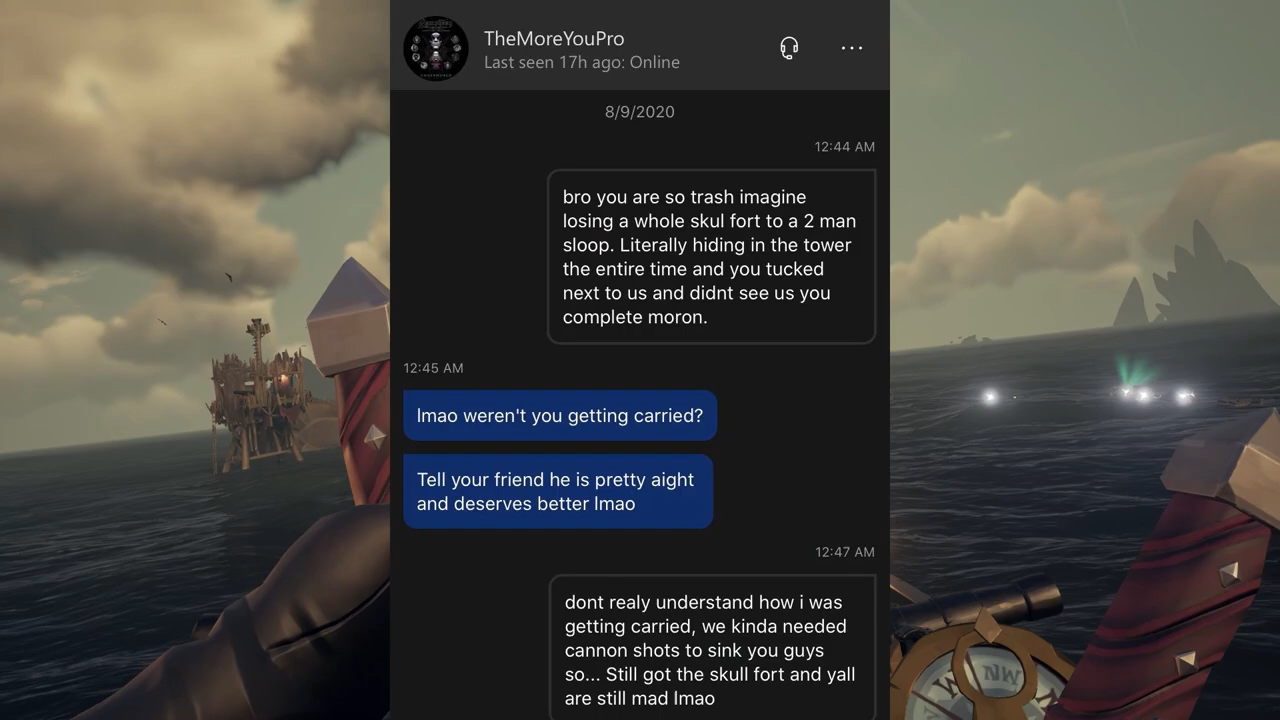 TheMoreYouPro
Last seen 17h ago: Online
8/9/2020
12:44 AM
bro you are so trash imagine
losing a whole skul fort to a 2 man
sloop. Literally hiding in the tower
the entire time and you tucked
next to us and didnt see us you
complete moron.
12:45 AM
lmao weren't you getting carried?
Tell your friend he is pretty aight
and deserves better lmao
12:47 AM
dont realy understand how i was
getting carried, we kinda needed
cannon shots to sink you guys
so... Still got the skull fort and yall
are still mad lmao